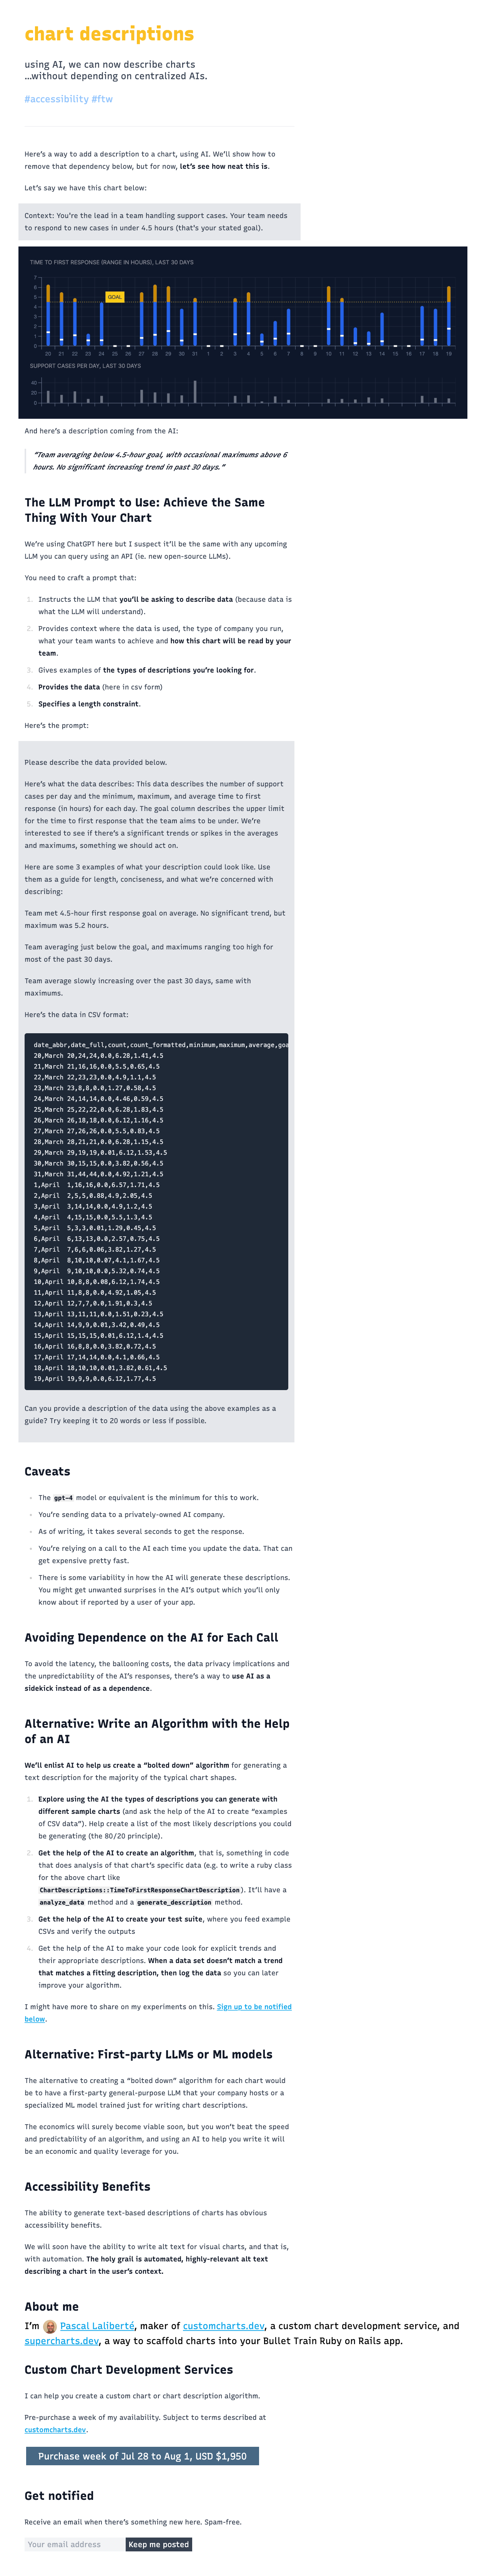 chart descriptions
using AI, we can now describe charts
...without depending on centralized AIs.
#accessibility #ftw
Here's a way to add a description to a chart, using AI. We'll show how to
remove that dependency below, but for now, let's see how neat this is.
Let's say we have this chart below:
Context: You're the lead in a team handling support cases. Your team needs
to respond to new cases in under 4.5 hours (that's your stated goal).
TIME TO FIRST RESPONSE (RANGE IN HOURS), LAST 30 DAYS
7
6
5
4
3
2
1
0
GOAL
20 21 22 23 24 25 26 27 28 29 30 31 1 2 3 4 5 6 7 8 9 10 11 12 13 14 15 16 17 18 19
SUPPORT CASES PER DAY, LAST 30 DAYS
40
20
0
And here's a description coming from the AI:
"Team averaging below 4.5-hour goal, with occasional maximums above 6
hours. No significant increasing trend in past 30 days."
The LLM Prompt to Use: Achieve the Same
Thing With Your Chart
We're using ChatGPT here but I suspect it'll be the same with any upcoming
LLM you can query using an API (ie. new open-source LLMs).
You need to craft a prompt that:
1. Instructs the LLM that you'll be asking to describe data (because data is
what the LLM will understand).
2. Provides context where the data is used, the type of company you run,
what your team wants to achieve and how this chart will be read by your
team.
3. Gives examples of the types of descriptions you're looking for.
4. Provides the data (here in csv form)
5. Specifies a length constraint.
Here's the prompt:
Please describe the data provided below.
Here's what the data describes: This data describes the number of support
cases per day and the minimum, maximum, and average time to first
response (in hours) for each day. The goal column describes the upper limit
for the time to first response that the team aims to be under. We're
interested to see if there's a significant trends or spikes in the averages
and maximums, something we should act on.
Here are some 3 examples of what your description could look like. Use
them as a guide for length, conciseness, and what we're concerned with
describing:
Team met 4.5-hour first response goal on average. No significant trend, but
maximum was 5.2 hours.
Team averaging just below the goal, and maximums ranging too high for
most of the past 30 days.
Team average slowly increasing over the past 30 days, same with
maximums.
Here's the data in CSV format:
date_abbr,date_full,count,count_formatted,minimum,maximum,average,goa
20,March 20,24,24,0.0,6.28,1.41,4.5
21,March 21,16,16,0.0,5.5,0.65,4.5
22,March 22,23,23,0.0,4.9,1.1,4.5
23,March 23,8,8,0.0,1.27,0.58,4.5
24,March 24,14,14,0.0,4.46,0.59,4.5
25,March 25,22,22,0.0,6.28,1.83,4.5
26,March 26,18,18,0.0,6.12,1.16,4.5
27,March 27,26,26,0.0,5.5,0.83,4.5
28,March 28,21,21,0.0,6.28,1.15,4.5
29,March 29,19,19,0.01,6.12,1.53,4.5
30,March 30,15,15,0.0,3.82,0.56,4.5
31,March 31,44,44,0.0,4.92,1.21,4.5
1,April  1,16,16,0.0,6.57,1.71,4.5
2,April  2,5,5,0.88,4.9,2.05,4.5
3,April  3,14,14,0.0,4.9,1.2,4.5
4,April  4,15,15,0.0,5.5,1.3,4.5
5,April  5,3,3,0.01,1.29,0.45,4.5
6,April  6,13,13,0.0,2.57,0.75,4.5
7,April  7,6,6,0.06,3.82,1.27,4.5
8,April  8,10,10,0.07,4.1,1.67,4.5
9,April  9,10,10,0.0,5.32,0.74,4.5
10,April 10,8,8,0.08,6.12,1.74,4.5
11,April 11,8,8,0.0,4.92,1.05,4.5
12,April 12,7,7,0.0,1.91,0.3,4.5
13,April 13,11,11,0.0,1.51,0.23,4.5
14,April 14,9,9,0.01,3.42,0.49,4.5
15,April 15,15,15,0.01,6.12,1.4,4.5
16,April 16,8,8,0.0,3.82,0.72,4.5
17,April 17,14,14,0.0,4.1,0.66,4.5
18,April 18,10,10,0.01,3.82,0.61,4.5
19,April 19,9,9,0.0,6.12,1.77,4.5
Can you provide a description of the data using the above examples as a
guide? Try keeping it to 20 words or less if possible.
Caveats
The gpt-4 model or equivalent is the minimum for this to work.
You're sending data to a privately-owned AI company.
As of writing, it takes several seconds to get the response.
You're relying on a call to the AI each time you update the data. That can
get expensive pretty fast.
There is some variability in how the AI will generate these descriptions.
You might get unwanted surprises in the AI's output which you'll only
know about if reported by a user of your app.
Avoiding Dependence on the AI for Each Call
To avoid the latency, the ballooning costs, the data privacy implications and
the unpredictability of the AI's responses, there's a way to use AI as a
sidekick instead of as a dependence.
Alternative: Write an Algorithm with the Help
of an AI
We'll enlist AI to help us create a "bolted down" algorithm for generating a
text description for the majority of the typical chart shapes.
1. Explore using the AI the types of descriptions you can generate with
different sample charts (and ask the help of the AI to create "examples
of CSV data"). Help create a list of the most likely descriptions you could
be generating (the 80/20 principle).
2. Get the help of the AI to create an algorithm, that is, something in code
that does analysis of that chart's specific data (e.g. to write a ruby class
for the above chart like
ChartDescriptions::TimeToFirstResponseChartDescription). It'll have a
analyze_data method and a generate_description method.
3. Get the help of the AI to create your test suite, where you feed example
CSVs and verify the outputs
4. Get the help of the AI to make your code look for explicit trends and
their appropriate descriptions. When a data set doesn't match a trend
that matches a fitting description, then log the data so you can later
improve your algorithm.
I might have more to share on my experiments on this. Sign up to be notified
below.
Alternative: First-party LLMs or ML models
The alternative to creating a "bolted down" algorithm for each chart would
be to have a first-party general-purpose LLM that your company hosts or a
specialized ML model trained just for writing chart descriptions.
The economics will surely become viable soon, but you won't beat the speed
and predictability of an algorithm, and using an AI to help you write it will
be an economic and quality leverage for you.
Accessibility Benefits
The ability to generate text-based descriptions of charts has obvious
accessibility benefits.
We will soon have the ability to write alt text for visual charts, and that is,
with automation. The holy grail is automated, highly-relevant alt text
describing a chart in the user's context.
About me
I'm Pascal Laliberté, maker of customcharts.dev, a custom chart development service, and
supercharts.dev, a way to scaffold charts into your Bullet Train Ruby on Rails app.
Custom Chart Development Services
I can help you create a custom chart or chart description algorithm.
Pre-purchase a week of my availability. Subject to terms described at
customcharts.dev.
Purchase week of Jul 28 to Aug 1, USD $1,950
Get notified
Receive an email when there's something new here. Spam-free.
Your email address
Keep me posted